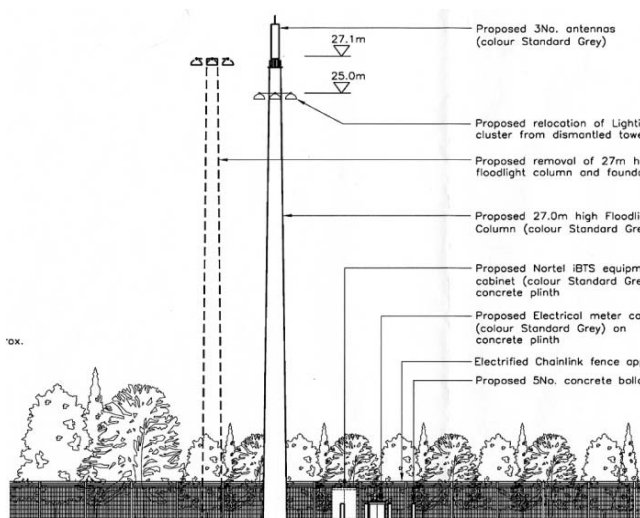 Proposed 3No. antennas
(colour Standard Grey)
27.1m
25.0m
Proposed relocation of Lighti
cluster from dismantled towe
Proposed removal of 27m h
floodlight column and founda
Proposed 27.0m high Floodli
Column (colour Standard Gre
Proposed Nortel iBTS equipm
cabinet (colour Standard Gre
concrete plinth
Proposed Electrical meter ca
(colour Standard Grey) on
concrete plinth
ox.
Electrified Chainlink fence app
Proposed 5No. concrete bolla